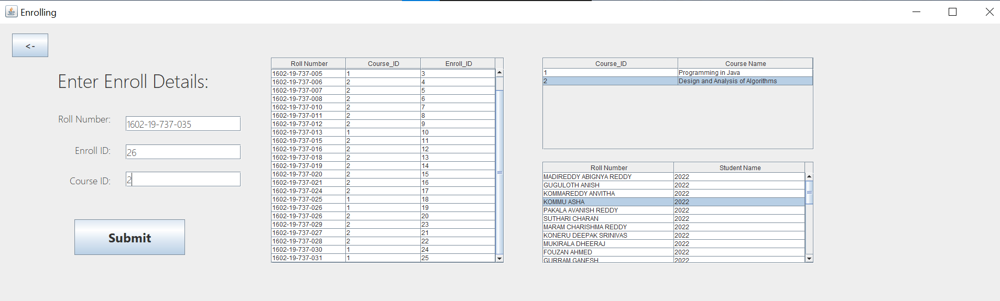 Enrolling
<-
Enter Enroll Details:
Roll Number: 1602-19-737-035
Enroll ID: 26
Course ID: 2
Submit
Roll Number Course_ID Enroll_ID
1602-19-737-005 1 3
1602-19-737-006 2 4
1602-19-737-007 2 5
1602-19-737-008 2 6
1602-19-737-010 2 7
1602-19-737-011 2 8
1602-19-737-012 2 9
1602-19-737-013 1 10
1602-19-737-015 2 11
1602-19-737-016 2 12
1602-19-737-018 2 13
1602-19-737-019 2 14
1602-19-737-020 2 15
1602-19-737-021 2 16
1602-19-737-024 2 17
1602-19-737-025 1 18
1602-19-737-026 1 19
1602-19-737-026 2 20
1602-19-737-029 2 23
1602-19-737-027 2 21
1602-19-737-028 2 22
1602-19-737-030 1 24
1602-19-737-031 1 25
Course_ID Course Name
1 Programming in Java
2 Design and Analysis of Algorithms
Roll Number Student Name
MADIREDDY ABIGNYA REDDY 2022
GUGULOTH ANISH 2022
KOMMAREDDY ANVITHA 2022
KOMMU ASHA 2022
PAKALA AVANISH REDDY 2022
SUTHARI CHARAN 2022
MARAM CHARISHMA REDDY 2022
KONERU DEEPAK SRINIVAS 2022
MUKIRALA DHEERAJ 2022
FOUZAN AHMED 2022
GURRAM GANESH 2022